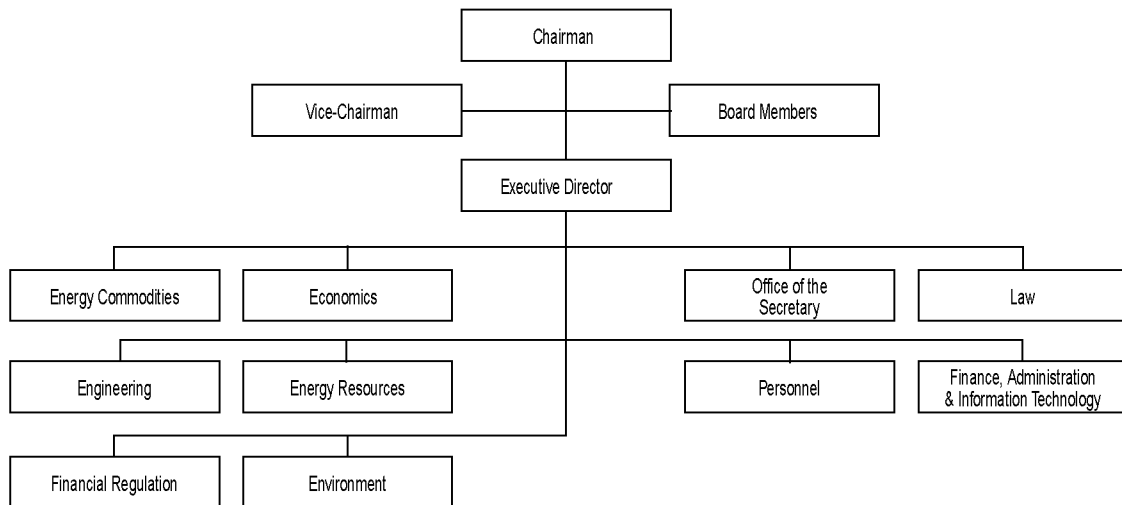 Chairman
Vice-Chairman
Board Members
Executive Director
Energy Commodities
Economics
Office of the
Secretary
Law
Engineering
Energy Resources
Personnel
Finance, Administration
& Information Technology
Financial Regulation
Environment